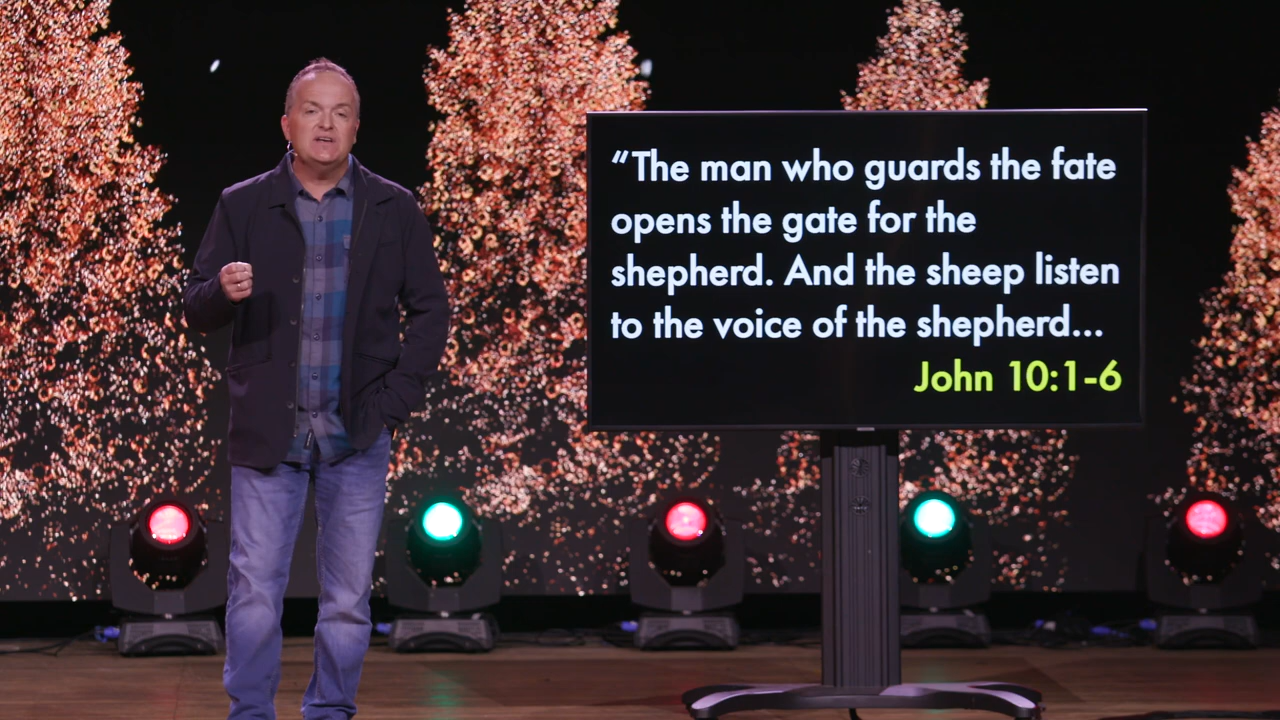 “The man who guards the fate
opens the gate for the
shepherd. And the sheep listen
to the voice of the shepherd...
John 10:1-6